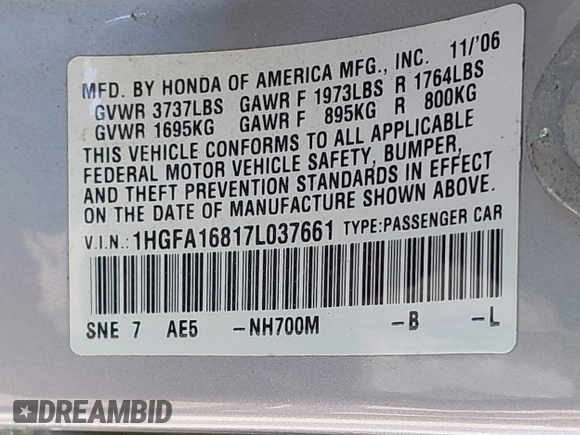 MFD. BY HONDA OF AMERICA MFG., INC. 11/'06
GVWR 3737LBS GAWR F 1973LBS R 1764LBS
GVWR 1695KG GAWR F 895KG R 800KG
THIS VEHICLE CONFORMS TO ALL APPLICABLE
FEDERAL MOTOR VEHICLE SAFETY, BUMPER,
AND THEFT PREVENTION STANDARDS IN EFFECT
ON THE DATE OF MANUFACTURE SHOWN ABOVE.
V.I.N.: 1HGFA16817L037661 TYPE:PASSENGER CAR
SNE 7 AE5 -NH700M -B -L
DREAMBID